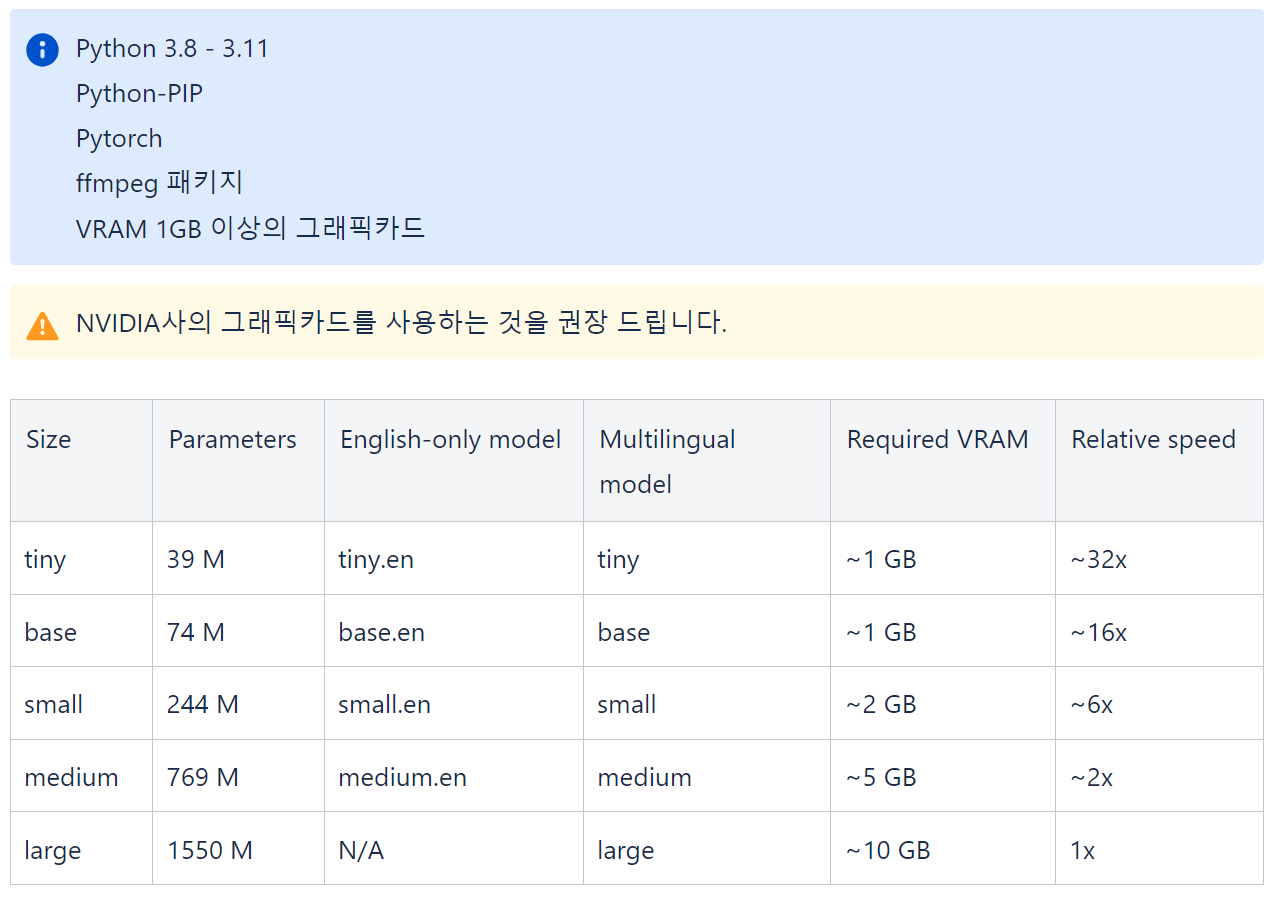 Python 3.8 - 3.11
Python-PIP
Pytorch
ffmpeg 패키지
VRAM 1GB 이상의 그래픽카드
NVIDIA사의 그래픽카드를 사용하는 것을 권장 드립니다.
Size Parameters English-only model Multilingual model Required VRAM Relative speed
tiny 39 M tiny.en tiny ~1 GB ~32x
base 74 M base.en base ~1 GB ~16x
small 244 M small.en small ~2 GB ~6x
medium 769 M medium.en medium ~5 GB ~2x
large 1550 M N/A large ~10 GB 1x